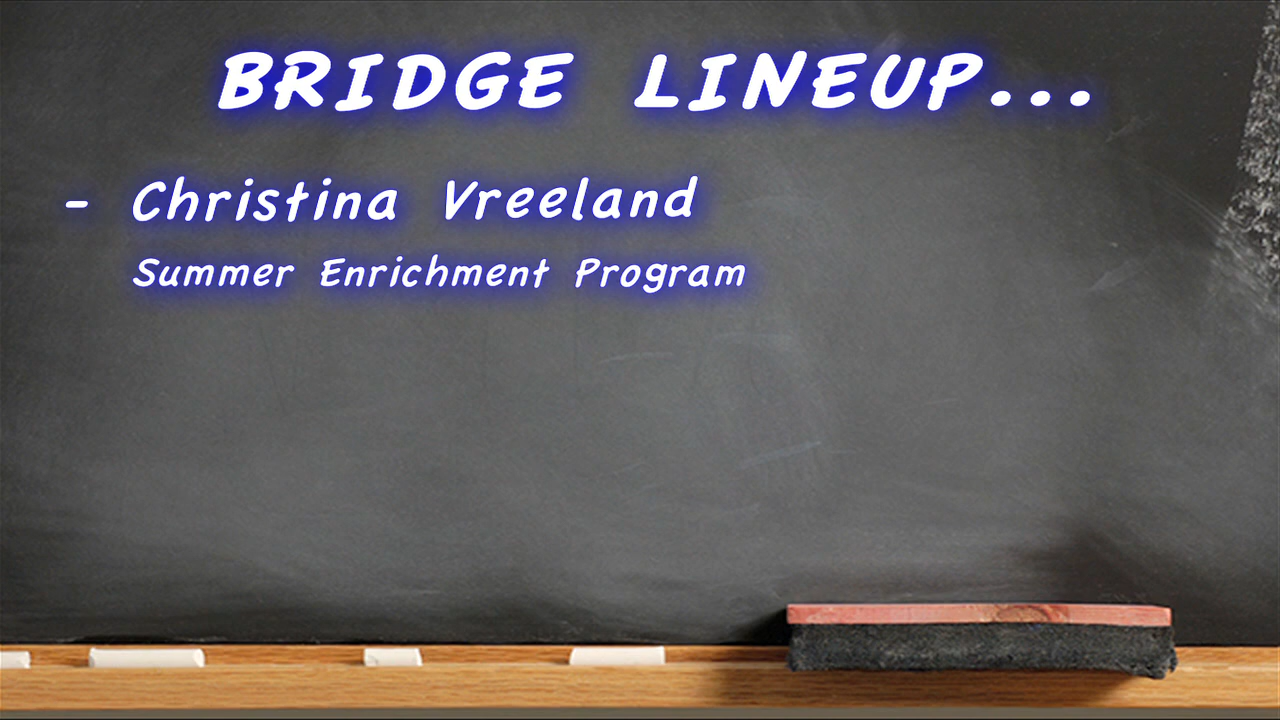 BRIDGE LINEUP...
- Christina Vreeland
Summer Enrichment Program